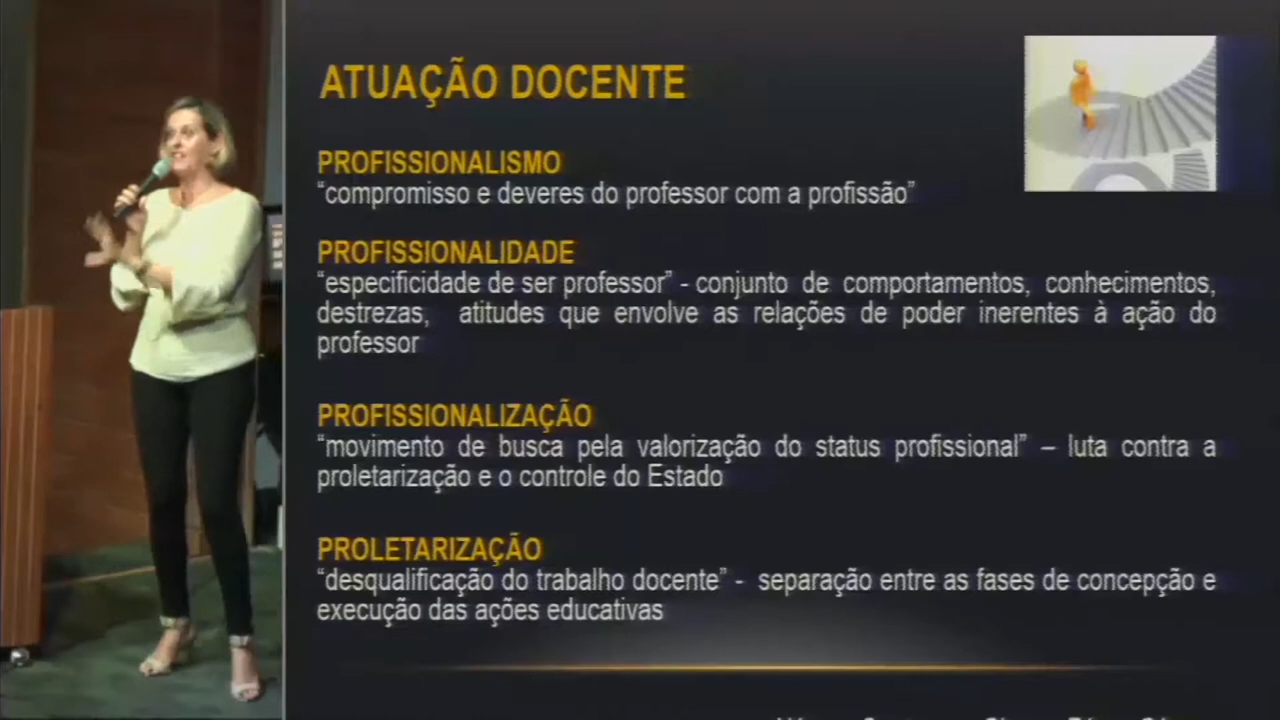 ATUAÇÃO DOCENTE
PROFISSIONALISMO
“compromisso e deveres do professor com a profissão”
PROFISSIONALIDADE
“especificidade de ser professor” - conjunto de comportamentos, conhecimentos,
destrezas, atitudes que envolve as relações de poder inerentes à ação do
professor
PROFISSIONALIZAÇÃO
“movimento de busca pela valorização do status profissional” – luta contra a
proletarização e o controle do Estado
PROLETARIZAÇÃO
“desqualificação do trabalho docente” - separação entre as fases de concepção e
execução das ações educativas